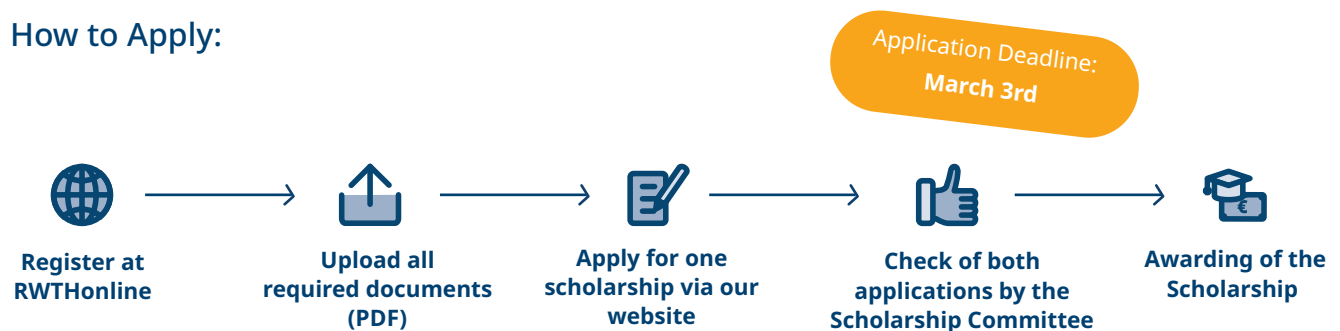 How to Apply:
Application Deadline:
March 3rd
Register at
RWTHonline
Upload all
required documents
(PDF)
Apply for one
scholarship via our
website
Check of both
applications by the
Scholarship Committee
€
Awarding of the
Scholarship